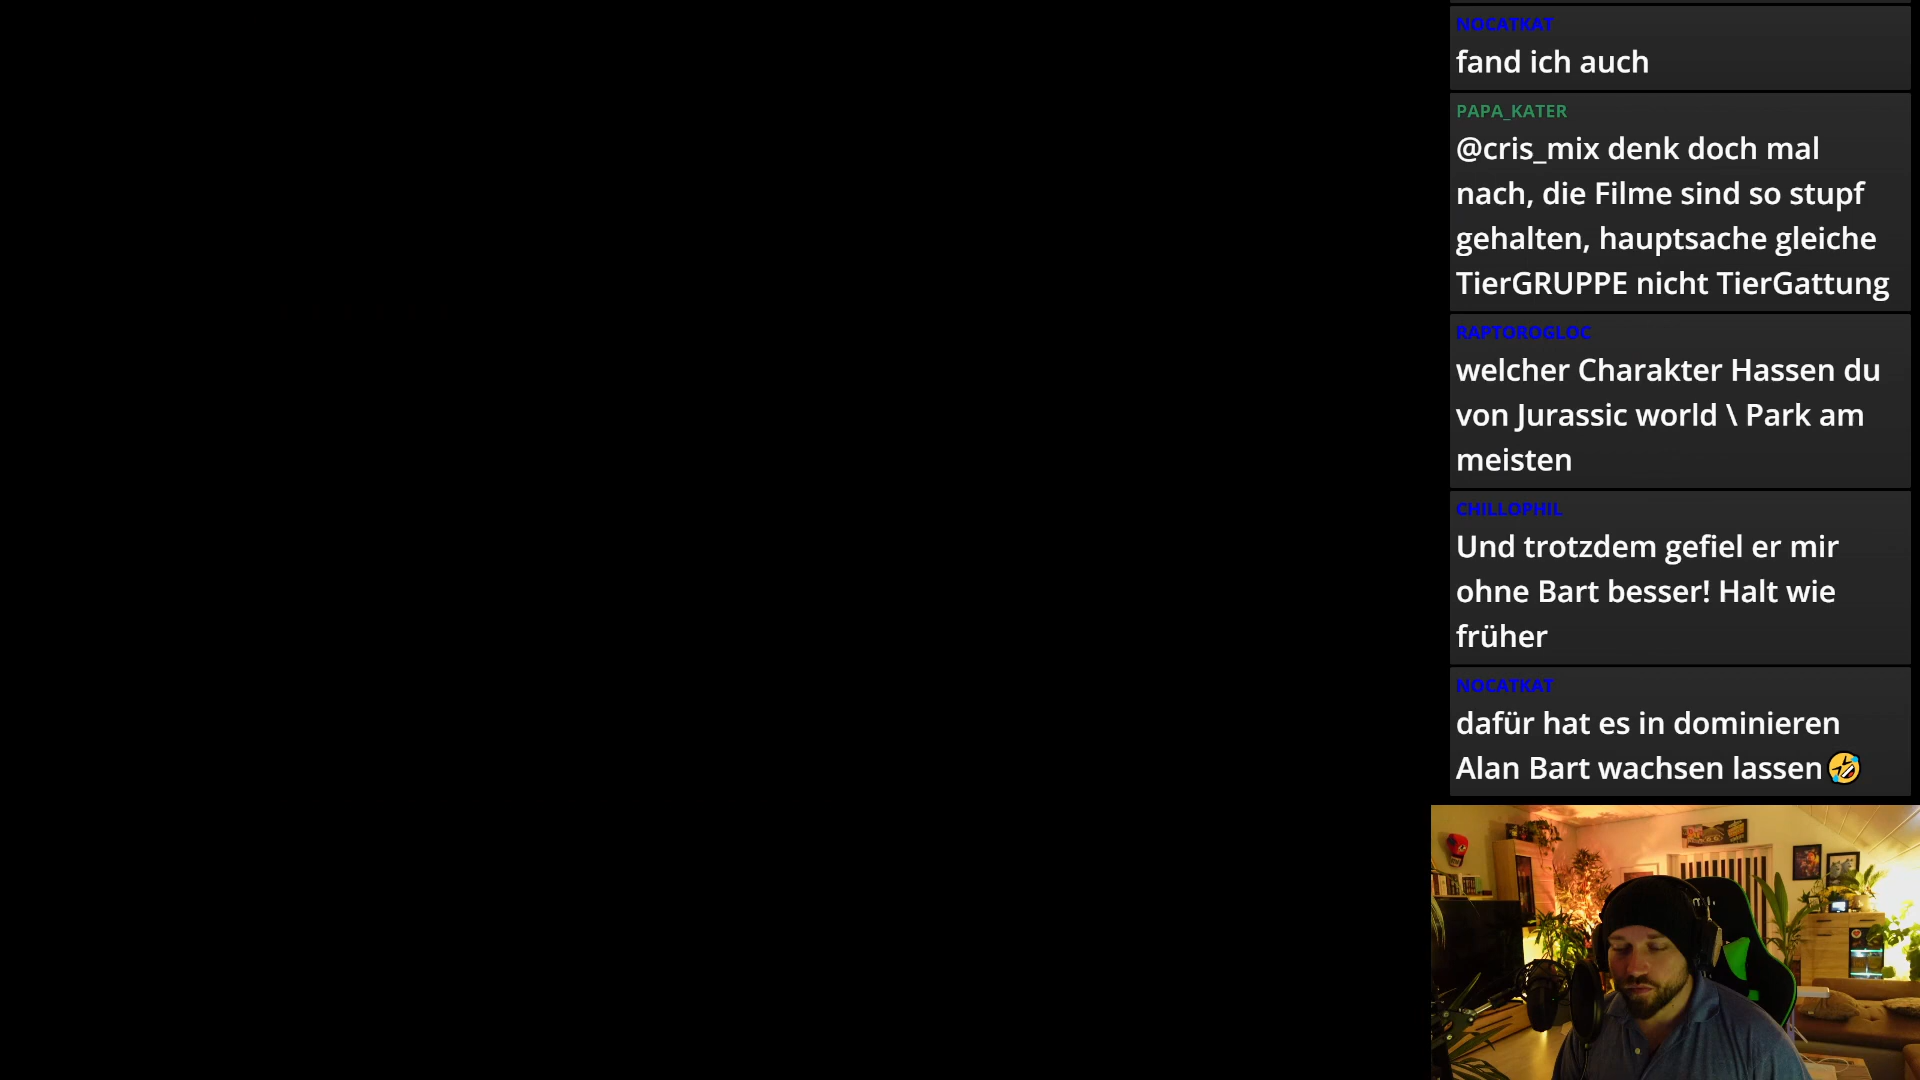 NOCATKAT
fand ich auch
PAPA_KATER
@cris_mix denk doch mal
nach, die Filme sind so stupf
gehalten, hauptsache gleiche
TierGRUPPE nicht TierGattung
RAPTOROGLOC
welcher Charakter Hassen du
von Jurassic world \ Park am
meisten
CHILLOPHIL
Und trotzdem gefiel er mir
ohne Bart besser! Halt wie
früher
NOCATKAT
dafür hat es in dominieren
Alan Bart wachsen lassen🤣